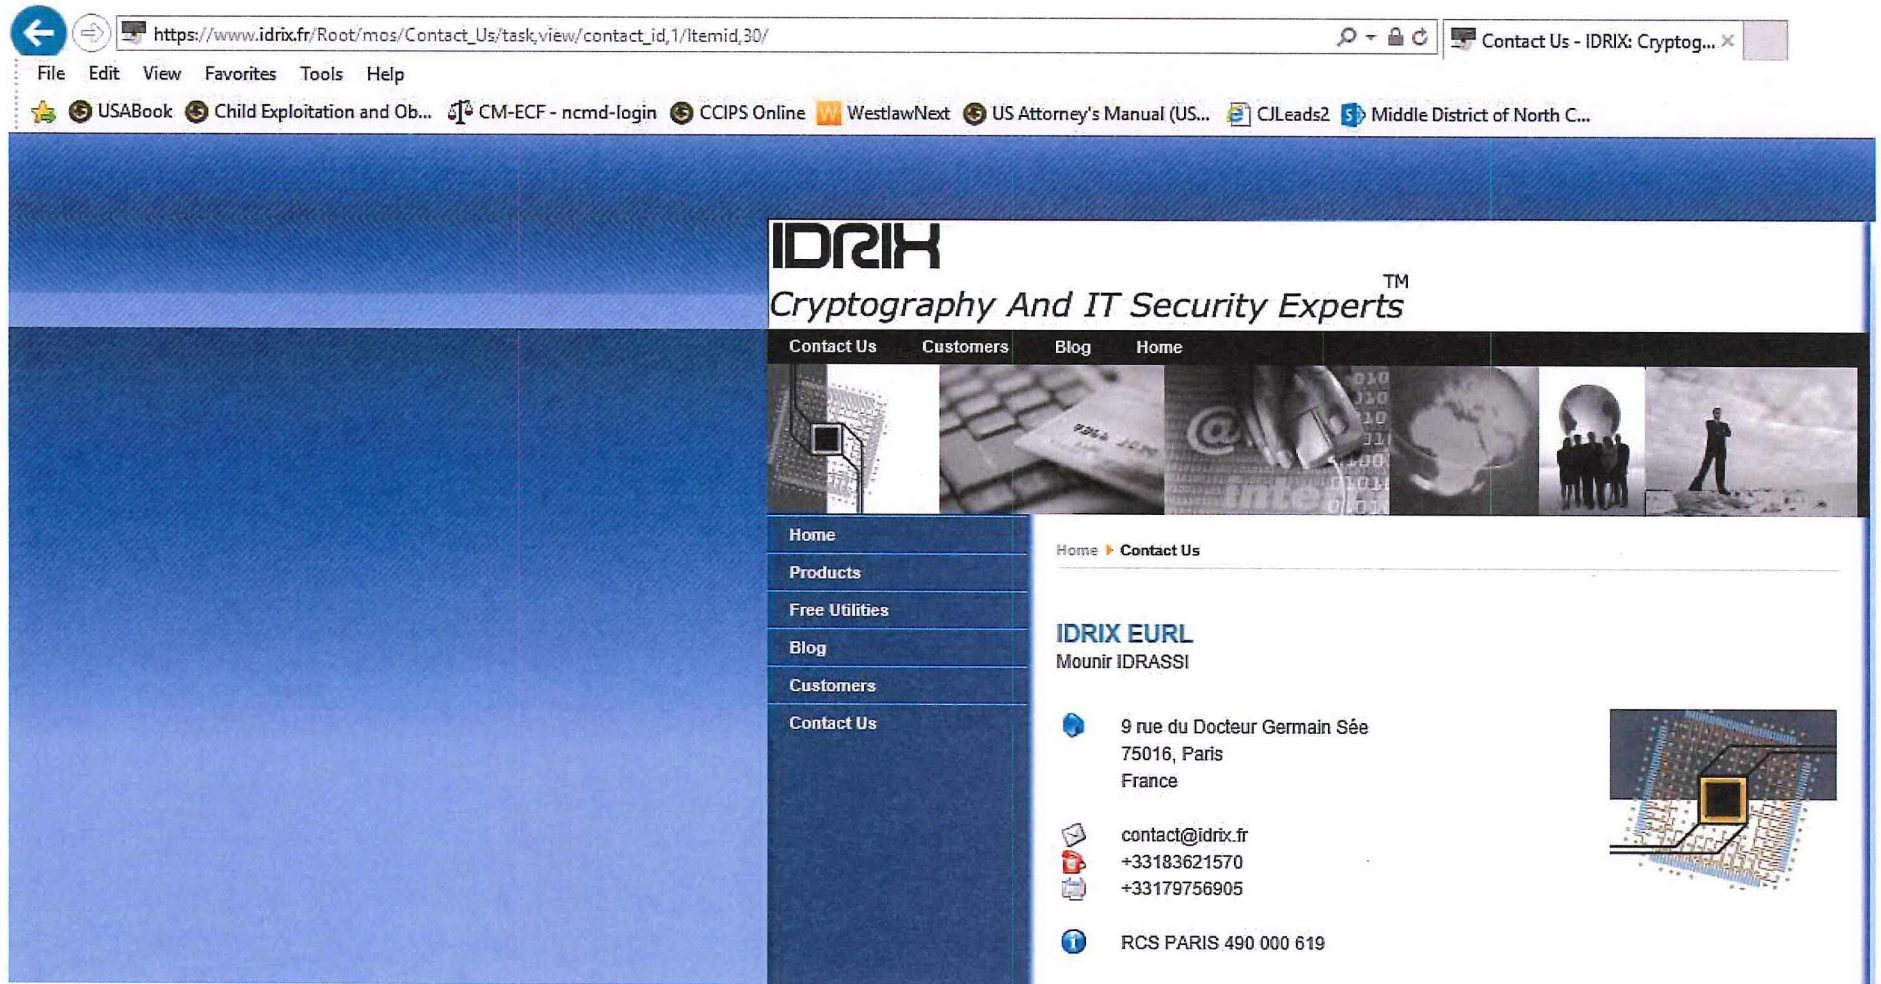 https://www.idrix.fr/Root/mos/Contact_Us/task,view/contact_id,1/Itemid,30/
Contact Us - IDRIX: Cryptog...
File Edit View Favorites Tools Help
USABook Child Exploitation and Ob... CM-ECF - ncmd-login CCIPS Online WestlawNext US Attorney's Manual (US... CJLeads2 Middle District of North C...
IDRIX
Cryptography And IT Security Experts TM
Contact Us Customers Blog Home
Home
Products
Free Utilities
Blog
Customers
Contact Us
Home Contact Us
IDRIX EURL
Mounir IDRASSI
9 rue du Docteur Germain Sée
75016, Paris
France
contact@idrix.fr
+33183621570
+33179756905
RCS PARIS 490 000 619